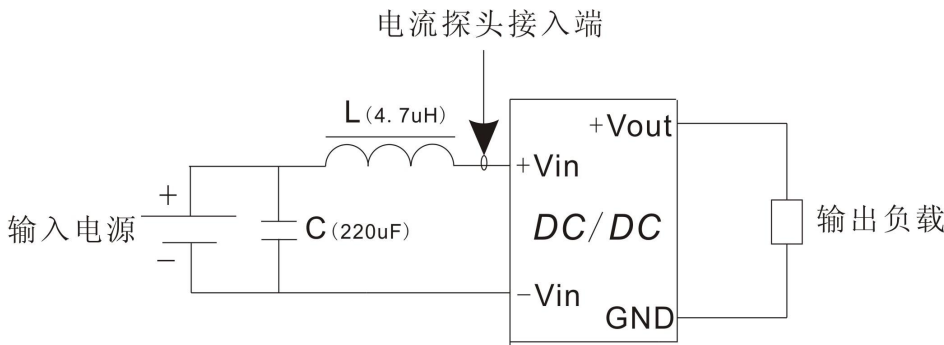 电流探头接入端
L(4.7uH)
+Vout
+
+Vin
输入电源
C(220uF)
DC/DC
输出负载
−
−Vin
GND